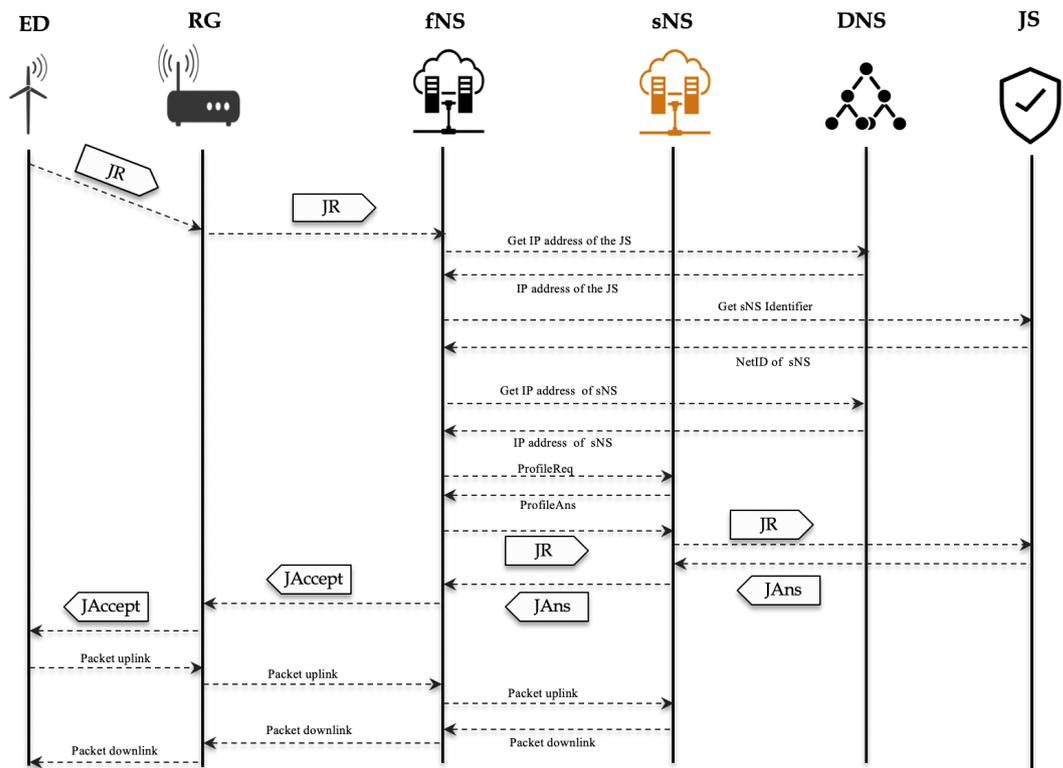 ED
RG
fNS
sNS
DNS
JS
JR
JR
Get IP address of the JS
IP address of the JS
Get sNS Identifier
NetID of sNS
Get IP address of sNS
IP address of sNS
ProfileReq
ProfileAns
JR
JR
JAccept
JAccept
JAns
JAns
Packet uplink
Packet uplink
Packet uplink
Packet downlink
Packet downlink
Packet downlink